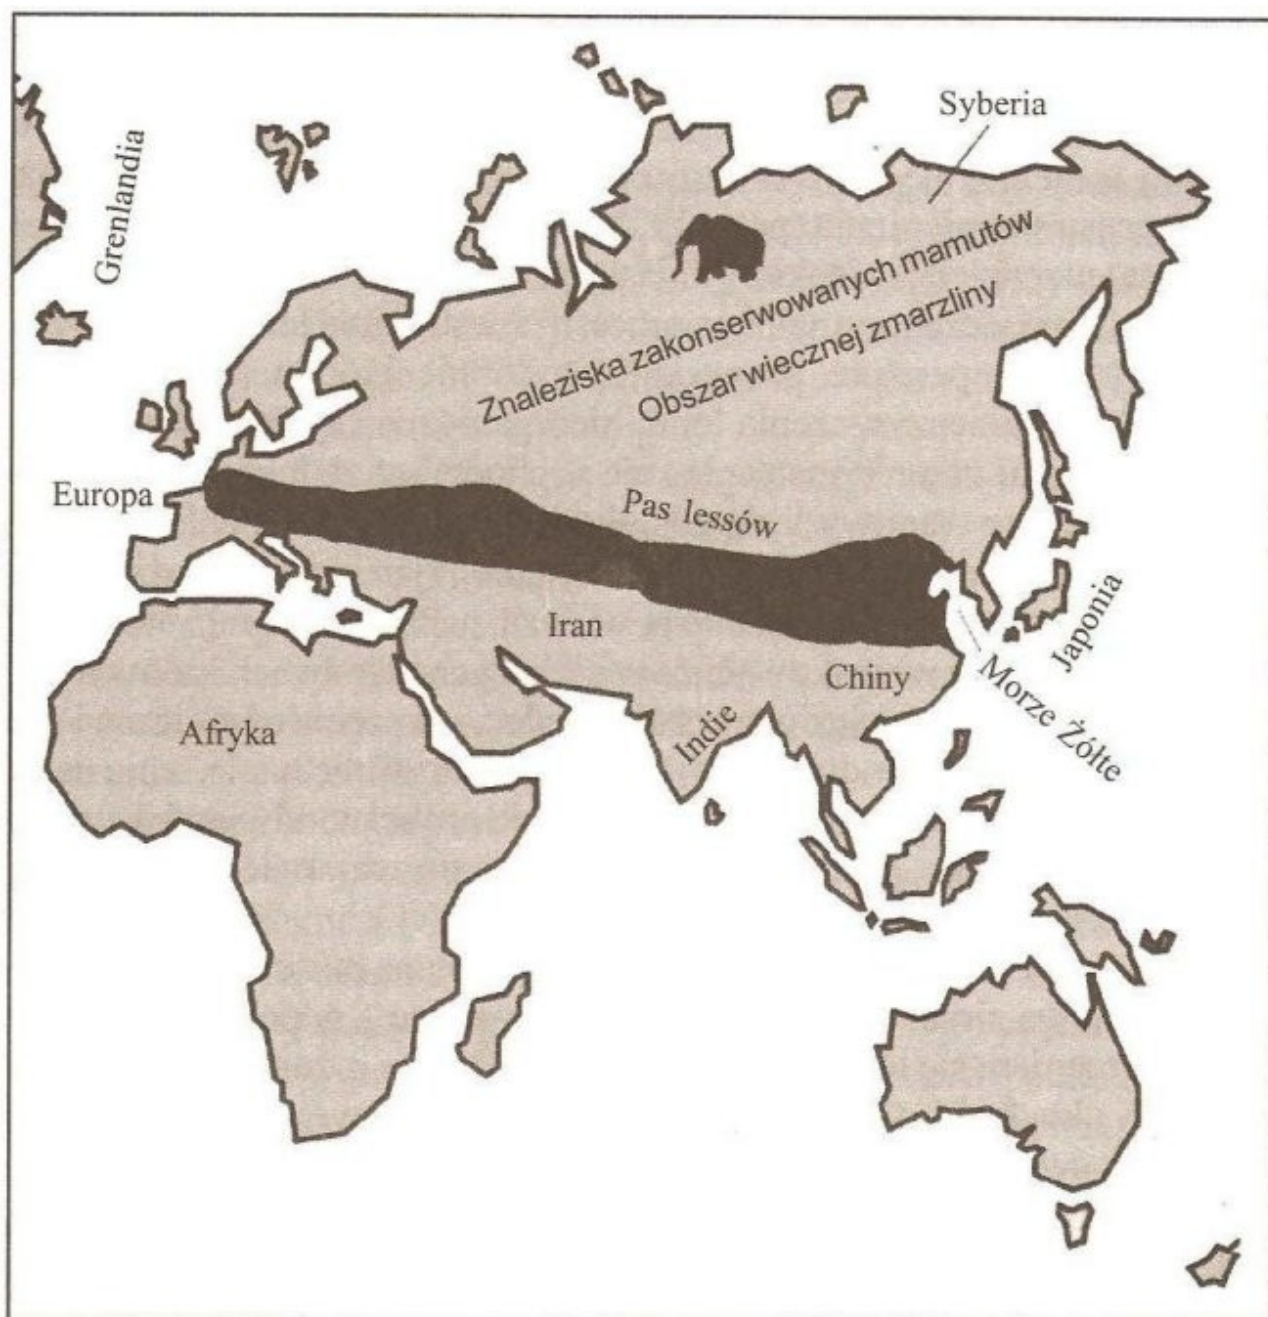 Syberia
Grenlandia
Znaleziska zakonserwowanych mamutów
Obszar wiecznej zmarzliny
Europa
Pas lessów
Iran
Japonia
Chiny
Morze Żółte
Indie
Afryka